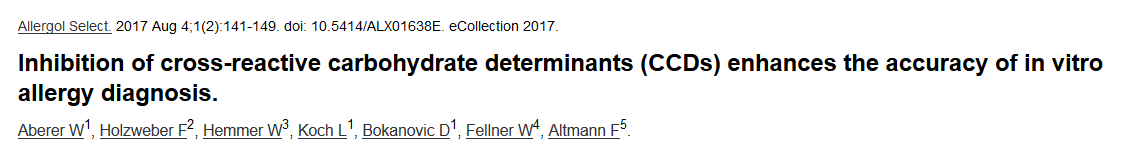 Allergol Select. 2017 Aug 4;1(2):141-149. doi: 10.5414/ALX01638E. eCollection 2017.
Inhibition of cross-reactive carbohydrate determinants (CCDs) enhances the accuracy of in vitro
allergy diagnosis.
Aberer W1, Holzweber F2, Hemmer W3, Koch L1, Bokanovic D1, Fellner W4, Altmann F5.